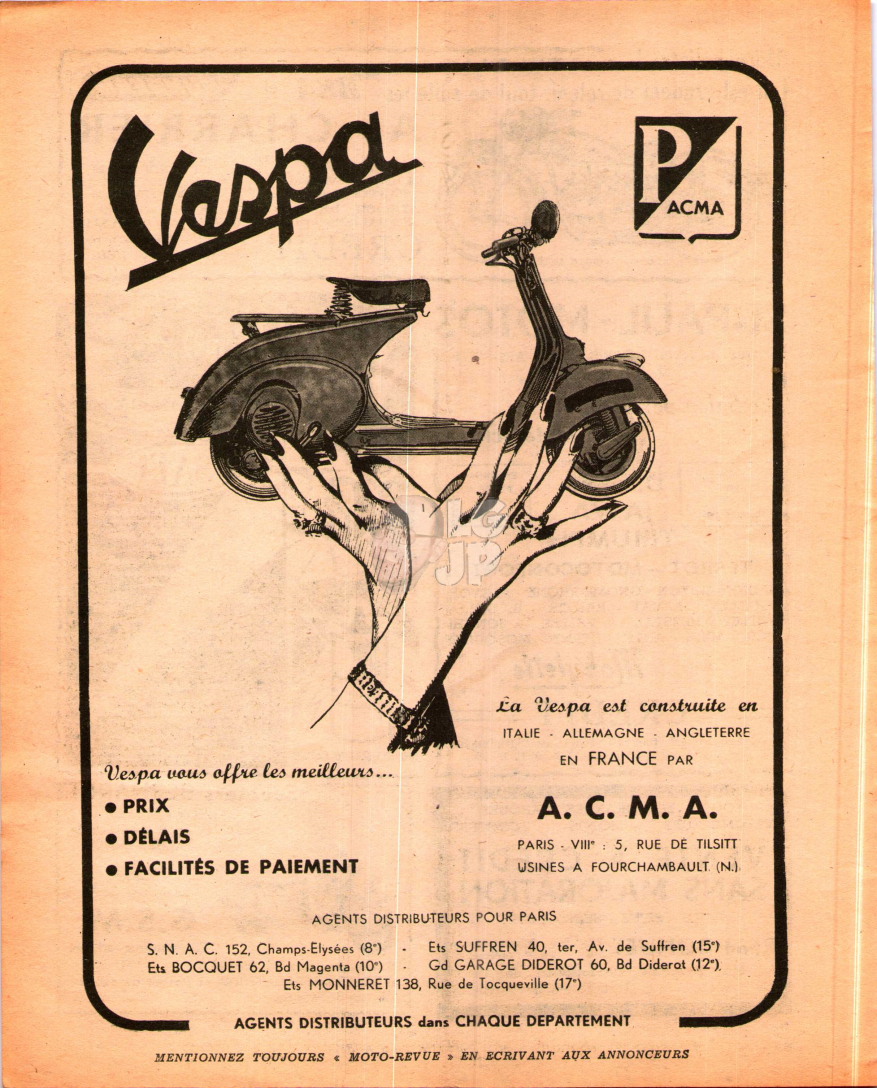 Vespa
P
ACMA
La Vespa est construite en
ITALIE - ALLEMAGNE - ANGLETERRE
EN FRANCE PAR
A. C. M. A.
PARIS - VIIIe : 5, RUE DE TILSITT
USINES A FOURCHAMBAULT (N.)
Vespa vous offre les meilleurs...
• PRIX
• DÉLAIS
• FACILITÉS DE PAIEMENT
AGENTS DISTRIBUTEURS POUR PARIS
S. N. A. C. 152, Champs-Elysées (8e) - Ets SUFFREN 40, ter, Av. de Suffren (15e)
Ets BOCQUET 62, Bd Magenta (10e) - Gd GARAGE DIDEROT 60, Bd Diderot (12e),
Ets MONNERET 138, Rue de Tocqueville (17e)
AGENTS DISTRIBUTEURS dans CHAQUE DEPARTEMENT
MENTIONNEZ TOUJOURS « MOTO-REVUE » EN ECRIVANT AUX ANNONCEURS